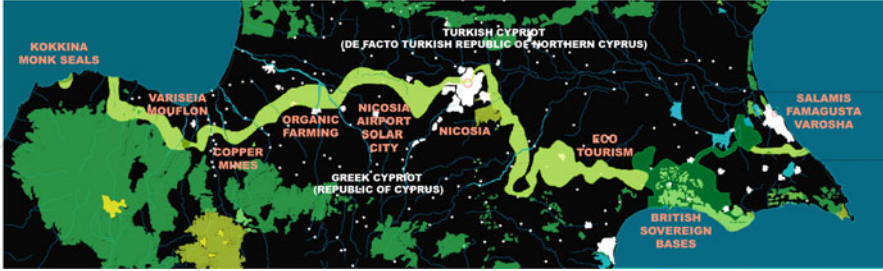 TURKISH CYPRIOT
(DE FACTO TURKISH REPUBLIC OF NORTHERN CYPRUS)
KOKKINA
MONK SEALS
VARISEIA
MOUFLON
COPPER
MINES
ORGANIC
FARMING
NICOSIA
AIRPORT
SOLAR
CITY
NICOSIA
GREEK CYPRIOT
(REPUBLIC OF CYPRUS)
ECO
TOURISM
SALAMIS
FAMAGUSTA
VAROSHA
BRITISH
SOVEREIGN
BASES